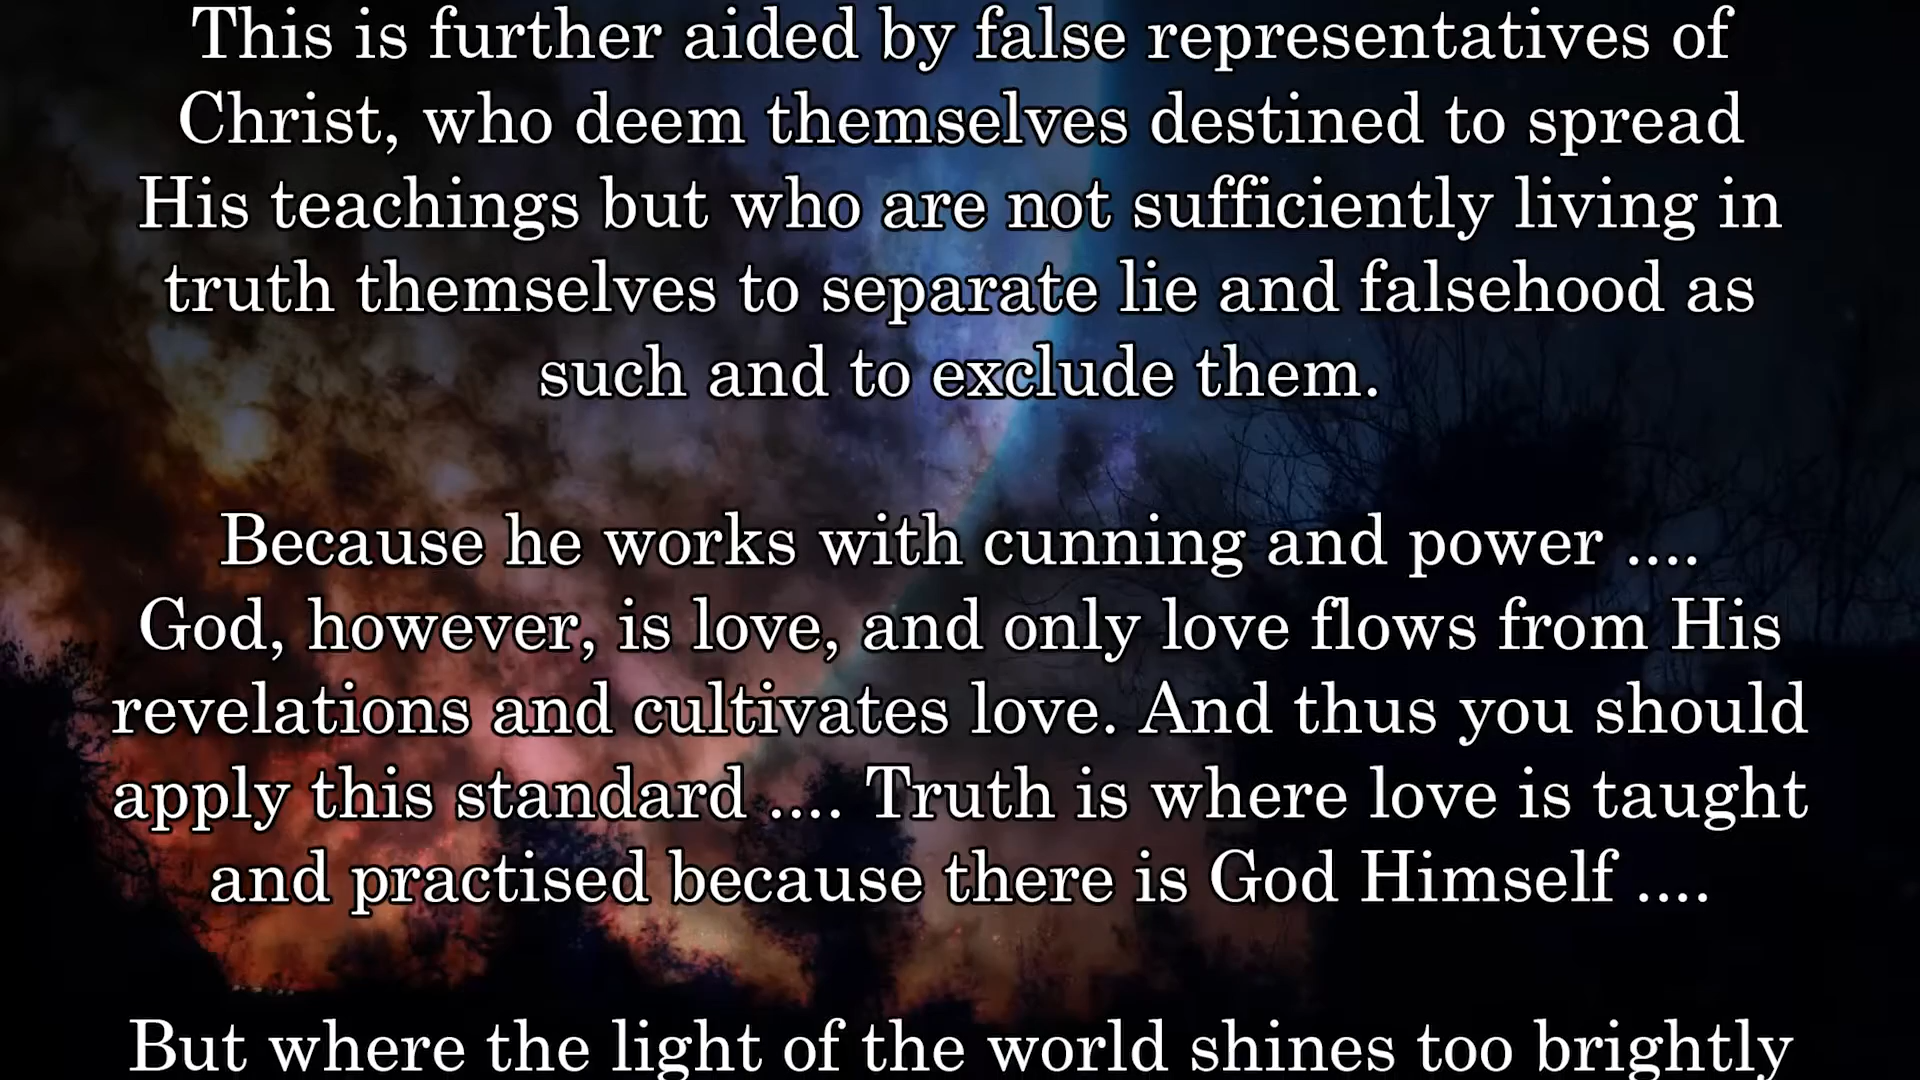 This is further aided by false representatives of
Christ, who deem themselves destined to spread
His teachings but who are not sufficiently living in
truth themselves to separate lie and falsehood as
such and to exclude them.
Because he works with cunning and power ....
God, however, is love, and only love flows from His
revelations and cultivates love. And thus you should
apply this standard .... Truth is where love is taught
and practised because there is God Himself ....
But where the light of the world shines too brightly